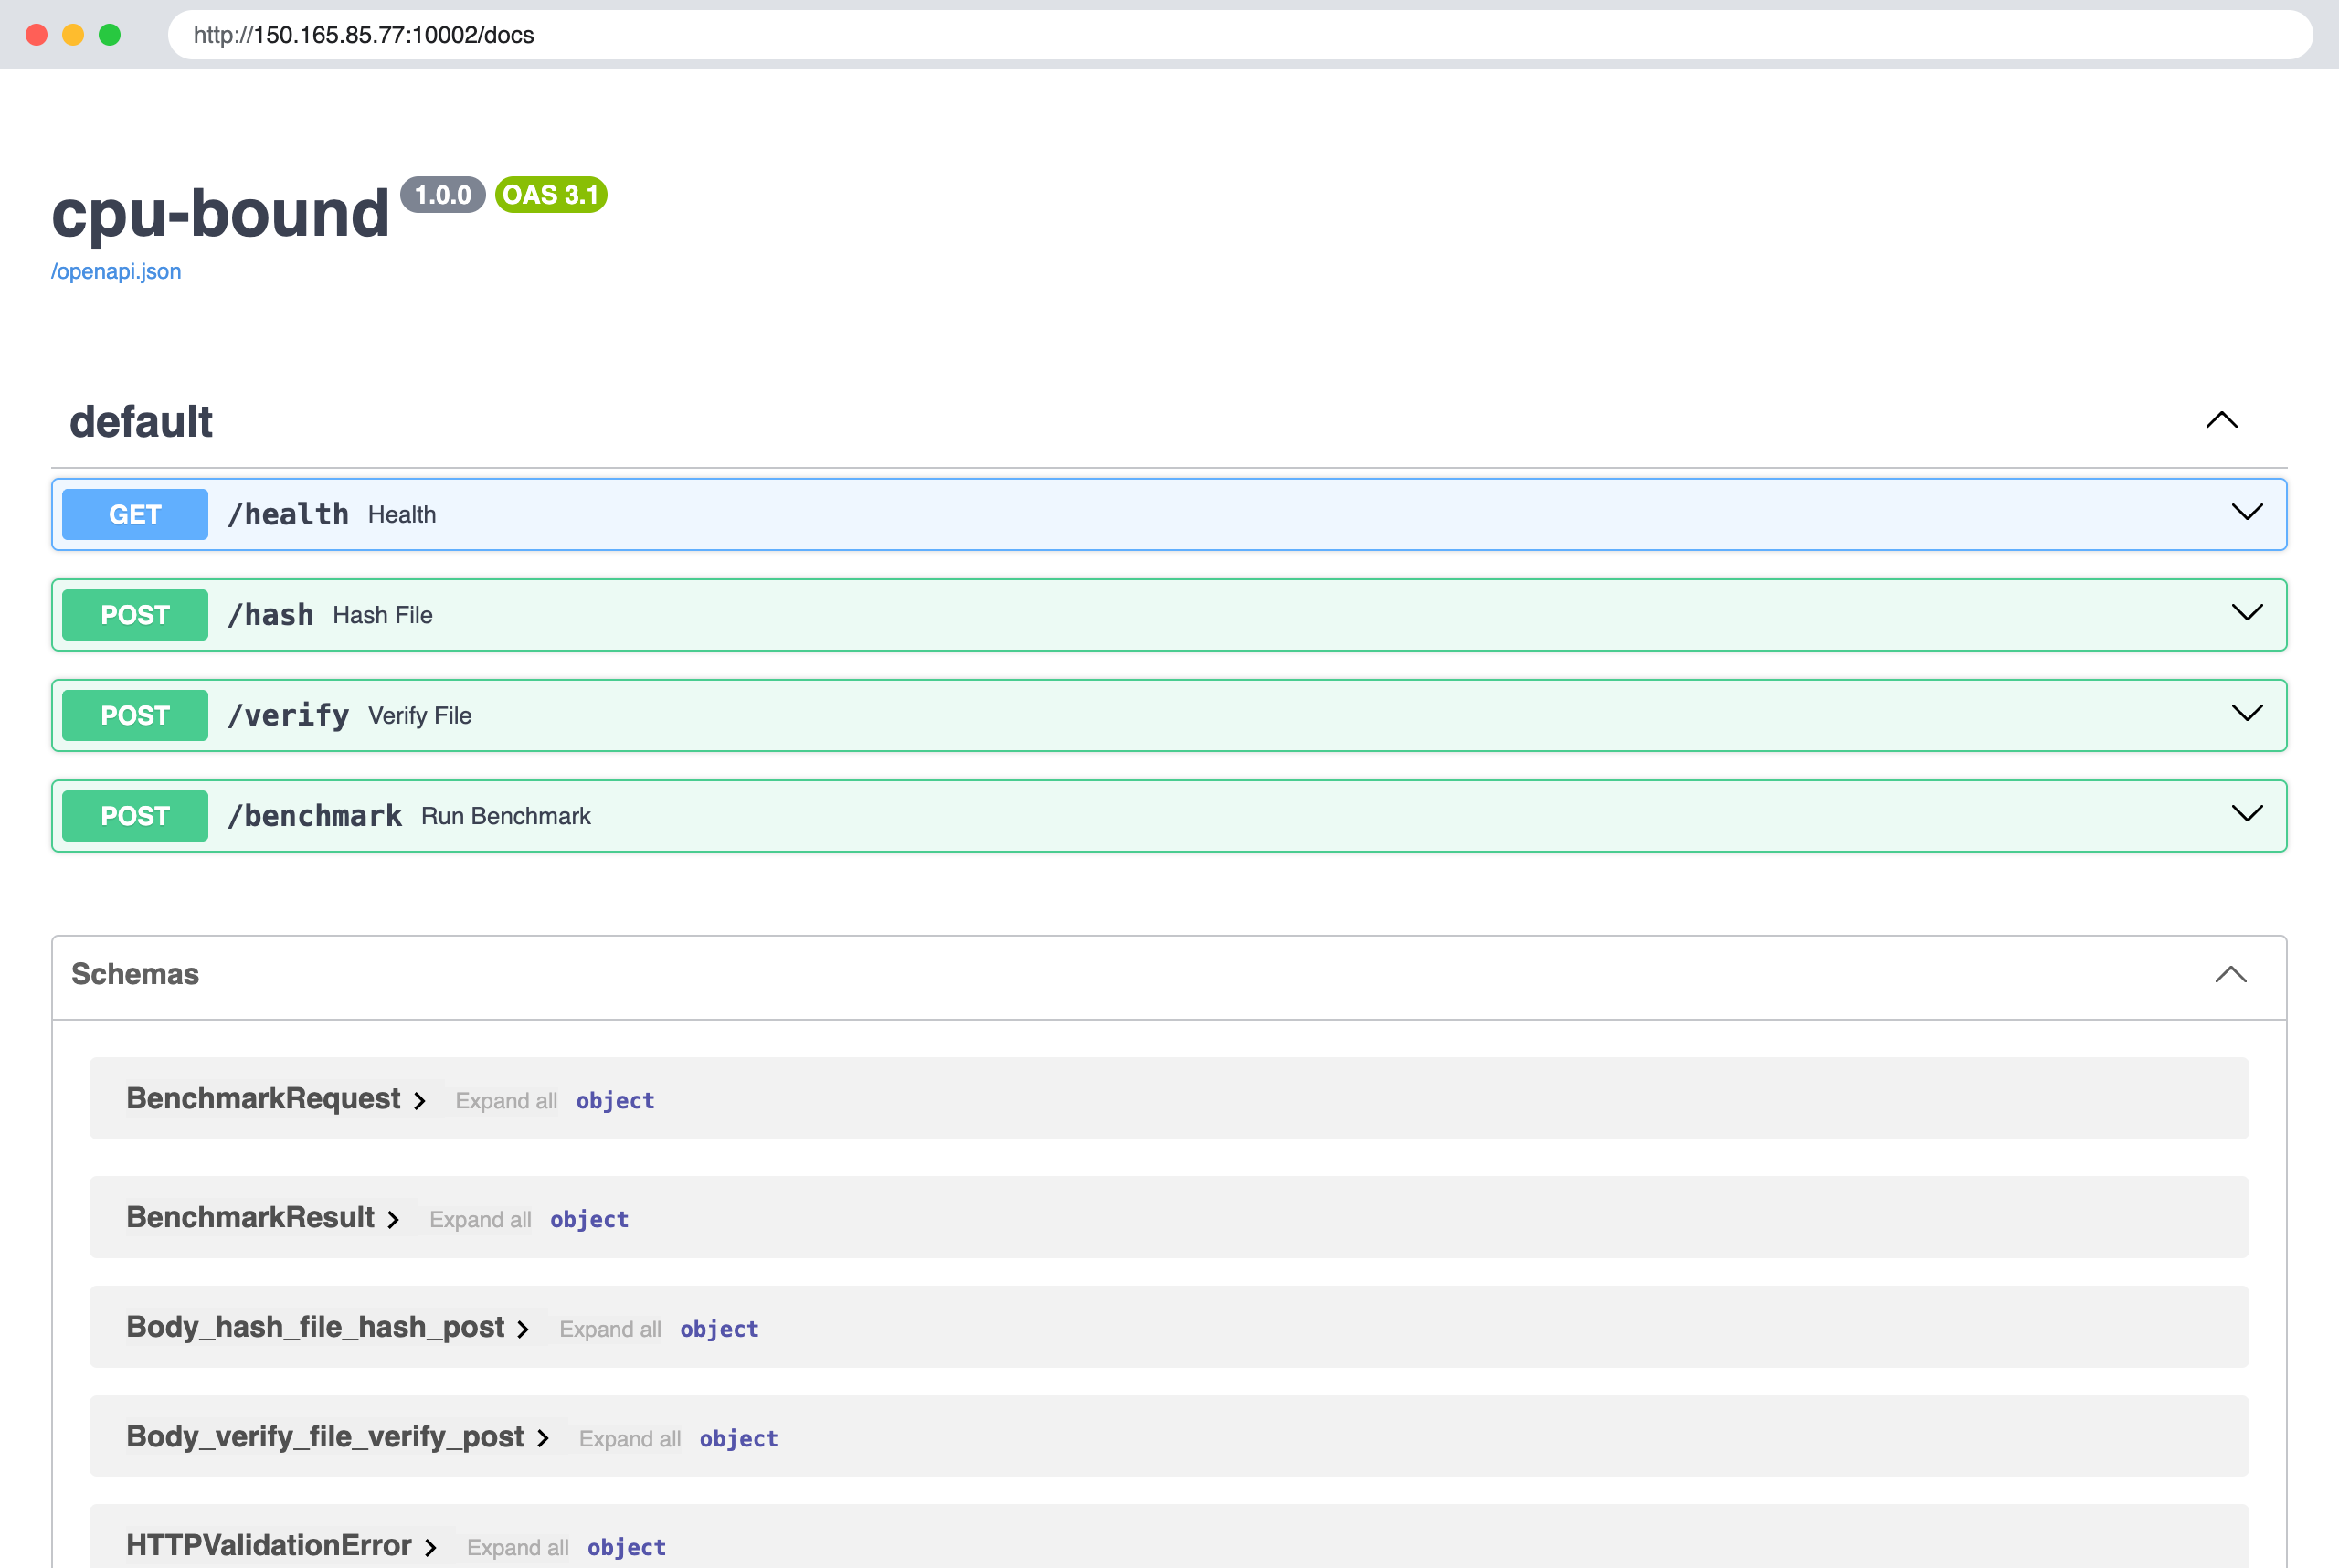 http://150.165.85.77:10002/docs
cpu-bound 1.0.0 OAS 3.1
/openapi.json
default
GET /health Health
POST /hash Hash File
POST /verify Verify File
POST /benchmark Run Benchmark
Schemas
BenchmarkRequest Expand all object
BenchmarkResult Expand all object
Body_hash_file_hash_post Expand all object
Body_verify_file_verify_post Expand all object
HTTPValidationError Expand all object